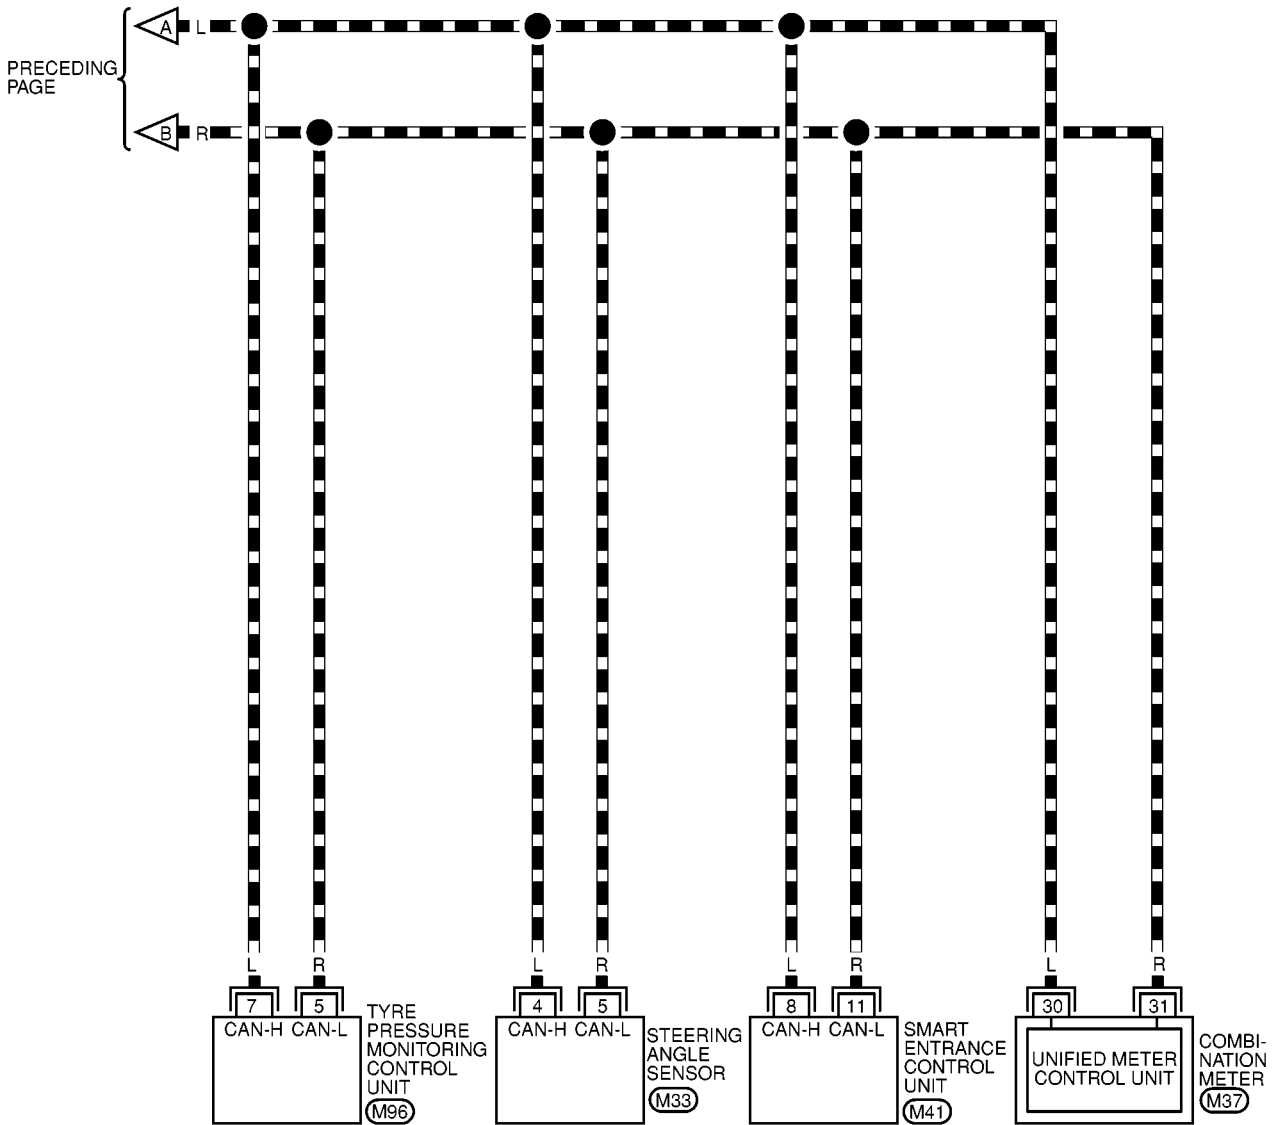 A L
PRECEDING
PAGE
B R
L R L R L R L R
7 5 4 5 8 11 30 31
CAN-H CAN-L
TYRE
PRESSURE
MONITORING
CONTROL
UNIT
M96
CAN-H CAN-L
STEERING
ANGLE
SENSOR
M33
CAN-H CAN-L
SMART
ENTRANCE
CONTROL
UNIT
M41
UNIFIED METER
CONTROL UNIT
COMBI-
NATION
METER
M37